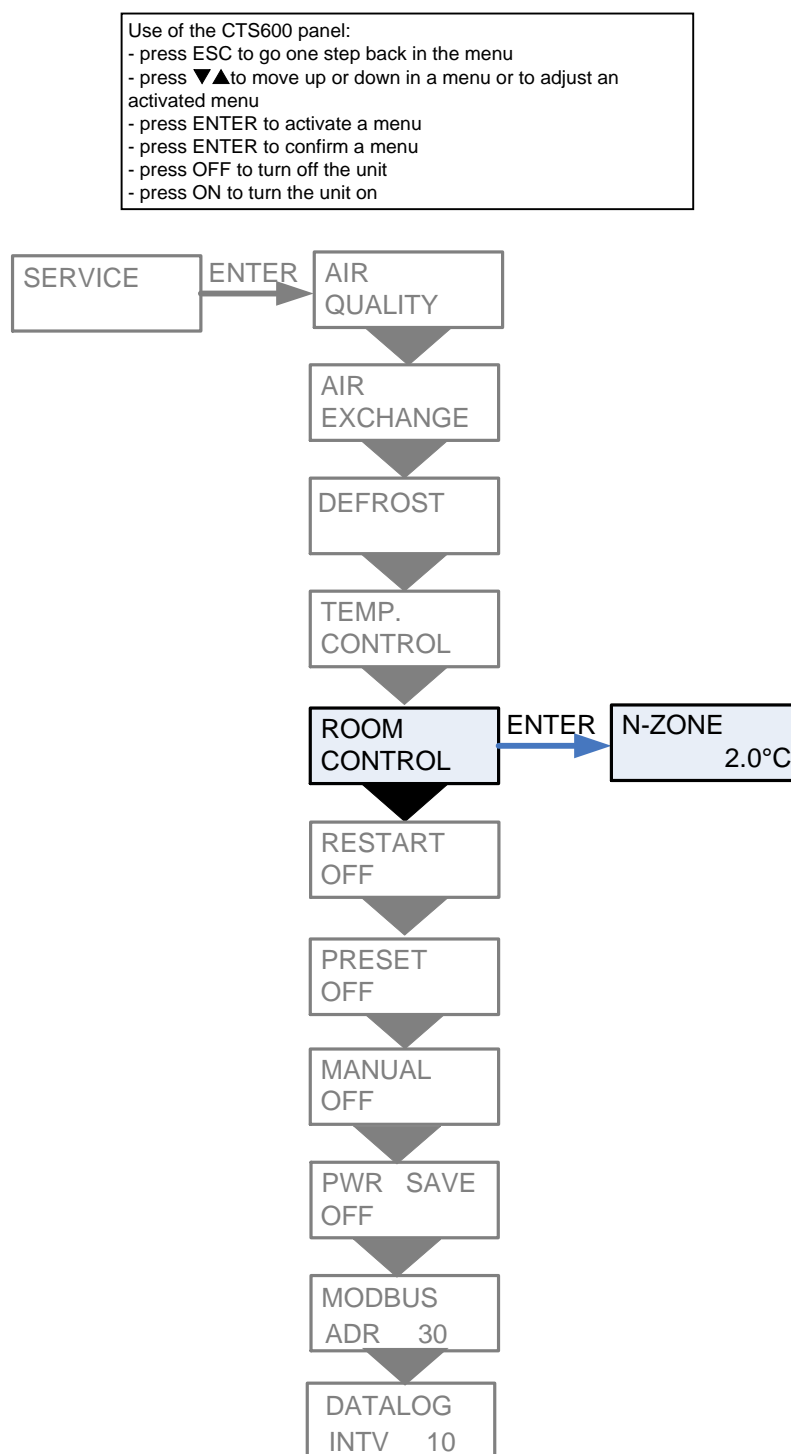 Use of the CTS600 panel:
- press ESC to go one step back in the menu
- press ▼▲to move up or down in a menu or to adjust an
activated menu
- press ENTER to activate a menu
- press ENTER to confirm a menu
- press OFF to turn off the unit
- press ON to turn the unit on
SERVICE
ENTER
AIR
QUALITY
AIR
EXCHANGE
DEFROST
TEMP.
CONTROL
ROOM
CONTROL
ENTER
N-ZONE
2.0°C
RESTART
OFF
PRESET
OFF
MANUAL
OFF
PWR SAVE
OFF
MODBUS
ADR 30
DATALOG
INTV 10